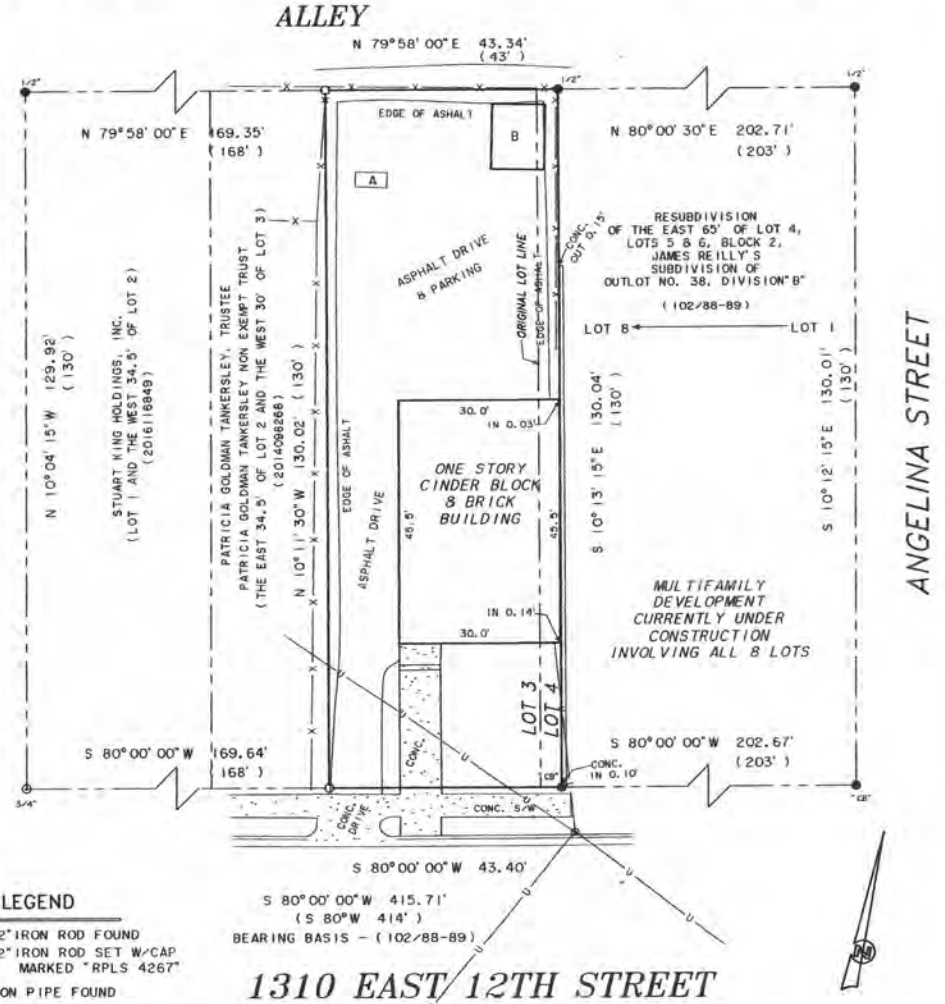 ALLEY
N 79°58'00"E 43.34'
(43')
1/2"
1/2"
1/2"
EDGE OF ASHALT
N 79°58'00"E 169.35'
(168')
N 80°00'30"E 202.71'
(203')
B
A
CONC.
OUT 0.15'
RESUBDIVISION
OF THE EAST 65' OF LOT 4,
LOTS 5 & 6, BLOCK 2,
JAMES REILLY'S
SUBDIVISION OF
OUTLOT NO. 38, DIVISION"B"
(102/88-89)
LOT 8
LOT 1
ASPHALT DRIVE
& PARKING
ORIGINAL LOT LINE
EDGE OF ASHALT
N 10°04'15"W 129.92'
(130')
STUART KING HOLDINGS, INC.
(LOT 1 AND THE WEST 34.5' OF LOT 2)
(2016116849)
PATRICIA GOLDMAN TANKERSLEY, TRUSTEE
PATRICIA GOLDMAN TANKERSLEY NON EXEMPT TRUST
(THE EAST 34.5' OF LOT 2 AND THE WEST 30' OF LOT 3)
(2014098268)
N 10°11'30"W 130.02' (130')
EDGE OF ASHALT
ASPHALT DRIVE
30.0'
IN 0.03'
ONE STORY
CINDER BLOCK
& BRICK
BUILDING
45.5'
45.5'
IN 0.14'
30.0'
S 10°13'15"E 130.04'
(130')
S 10°12'15"E 130.01'
(130')
ANGELINA STREET
MULTIFAMILY
DEVELOPMENT
CURRENTLY UNDER
CONSTRUCTION
INVOLVING ALL 8 LOTS
LOT 3
LOT 4
S 80°00'00"W 169.64'
168')
S 80°00'00"W 202.67'
(203')
CONC.
CONC.
IN 0.10'
"CB"
"CB"
3/4"
CONC.
DRIVE
CONC. S/W
S 80°00'00"W 43.40'
S 80°00'00"W 415.71'
(S 80°W 414')
BEARING BASIS - (102/88-89)
LEGEND
2"IRON ROD FOUND
2"IRON ROD SET W/CAP
MARKED "RPLS 4267"
ON PIPE FOUND
1310 EAST 12TH STREET
N